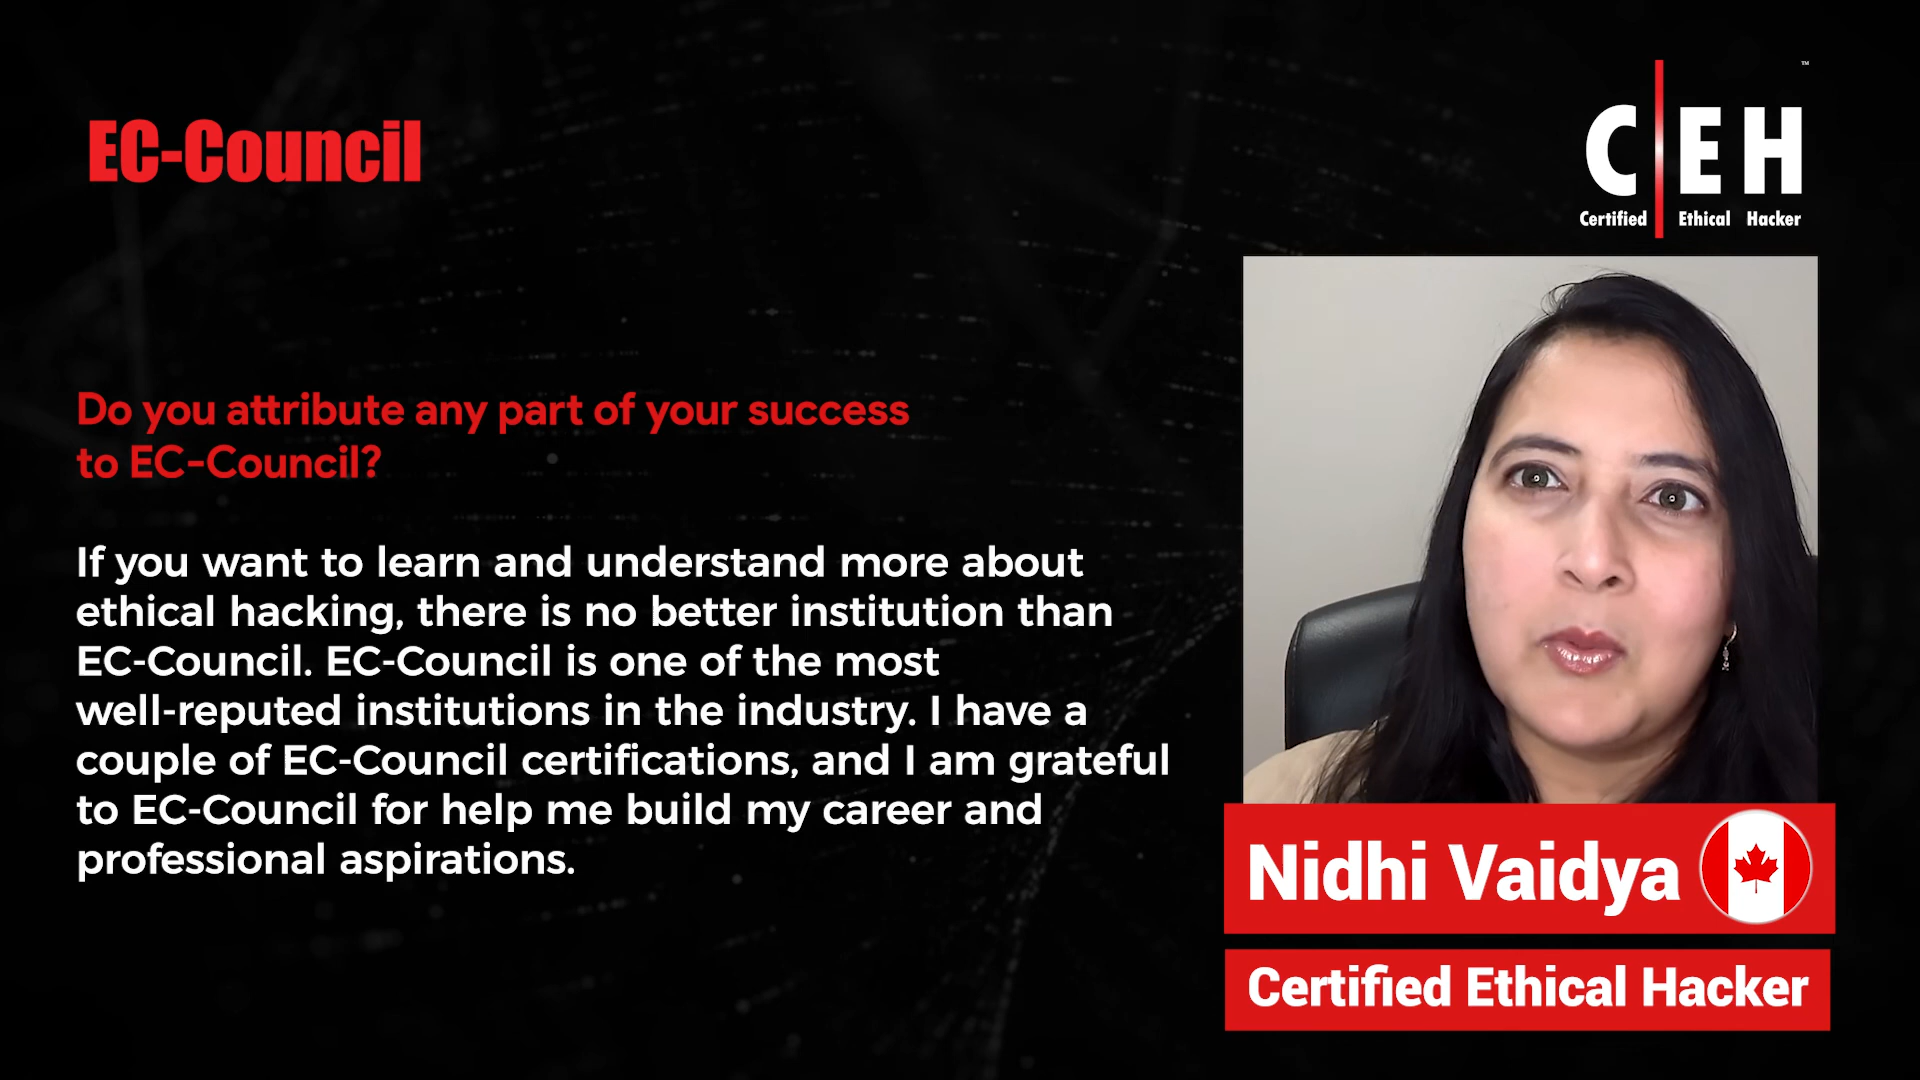 EC-Council
™
C|EH
Certified Ethical Hacker
Do you attribute any part of your success
to EC-Council?
If you want to learn and understand more about
ethical hacking, there is no better institution than
EC-Council. EC-Council is one of the most
well-reputed institutions in the industry. I have a
couple of EC-Council certifications, and I am grateful
to EC-Council for help me build my career and
professional aspirations.
Nidhi Vaidya
Certified Ethical Hacker